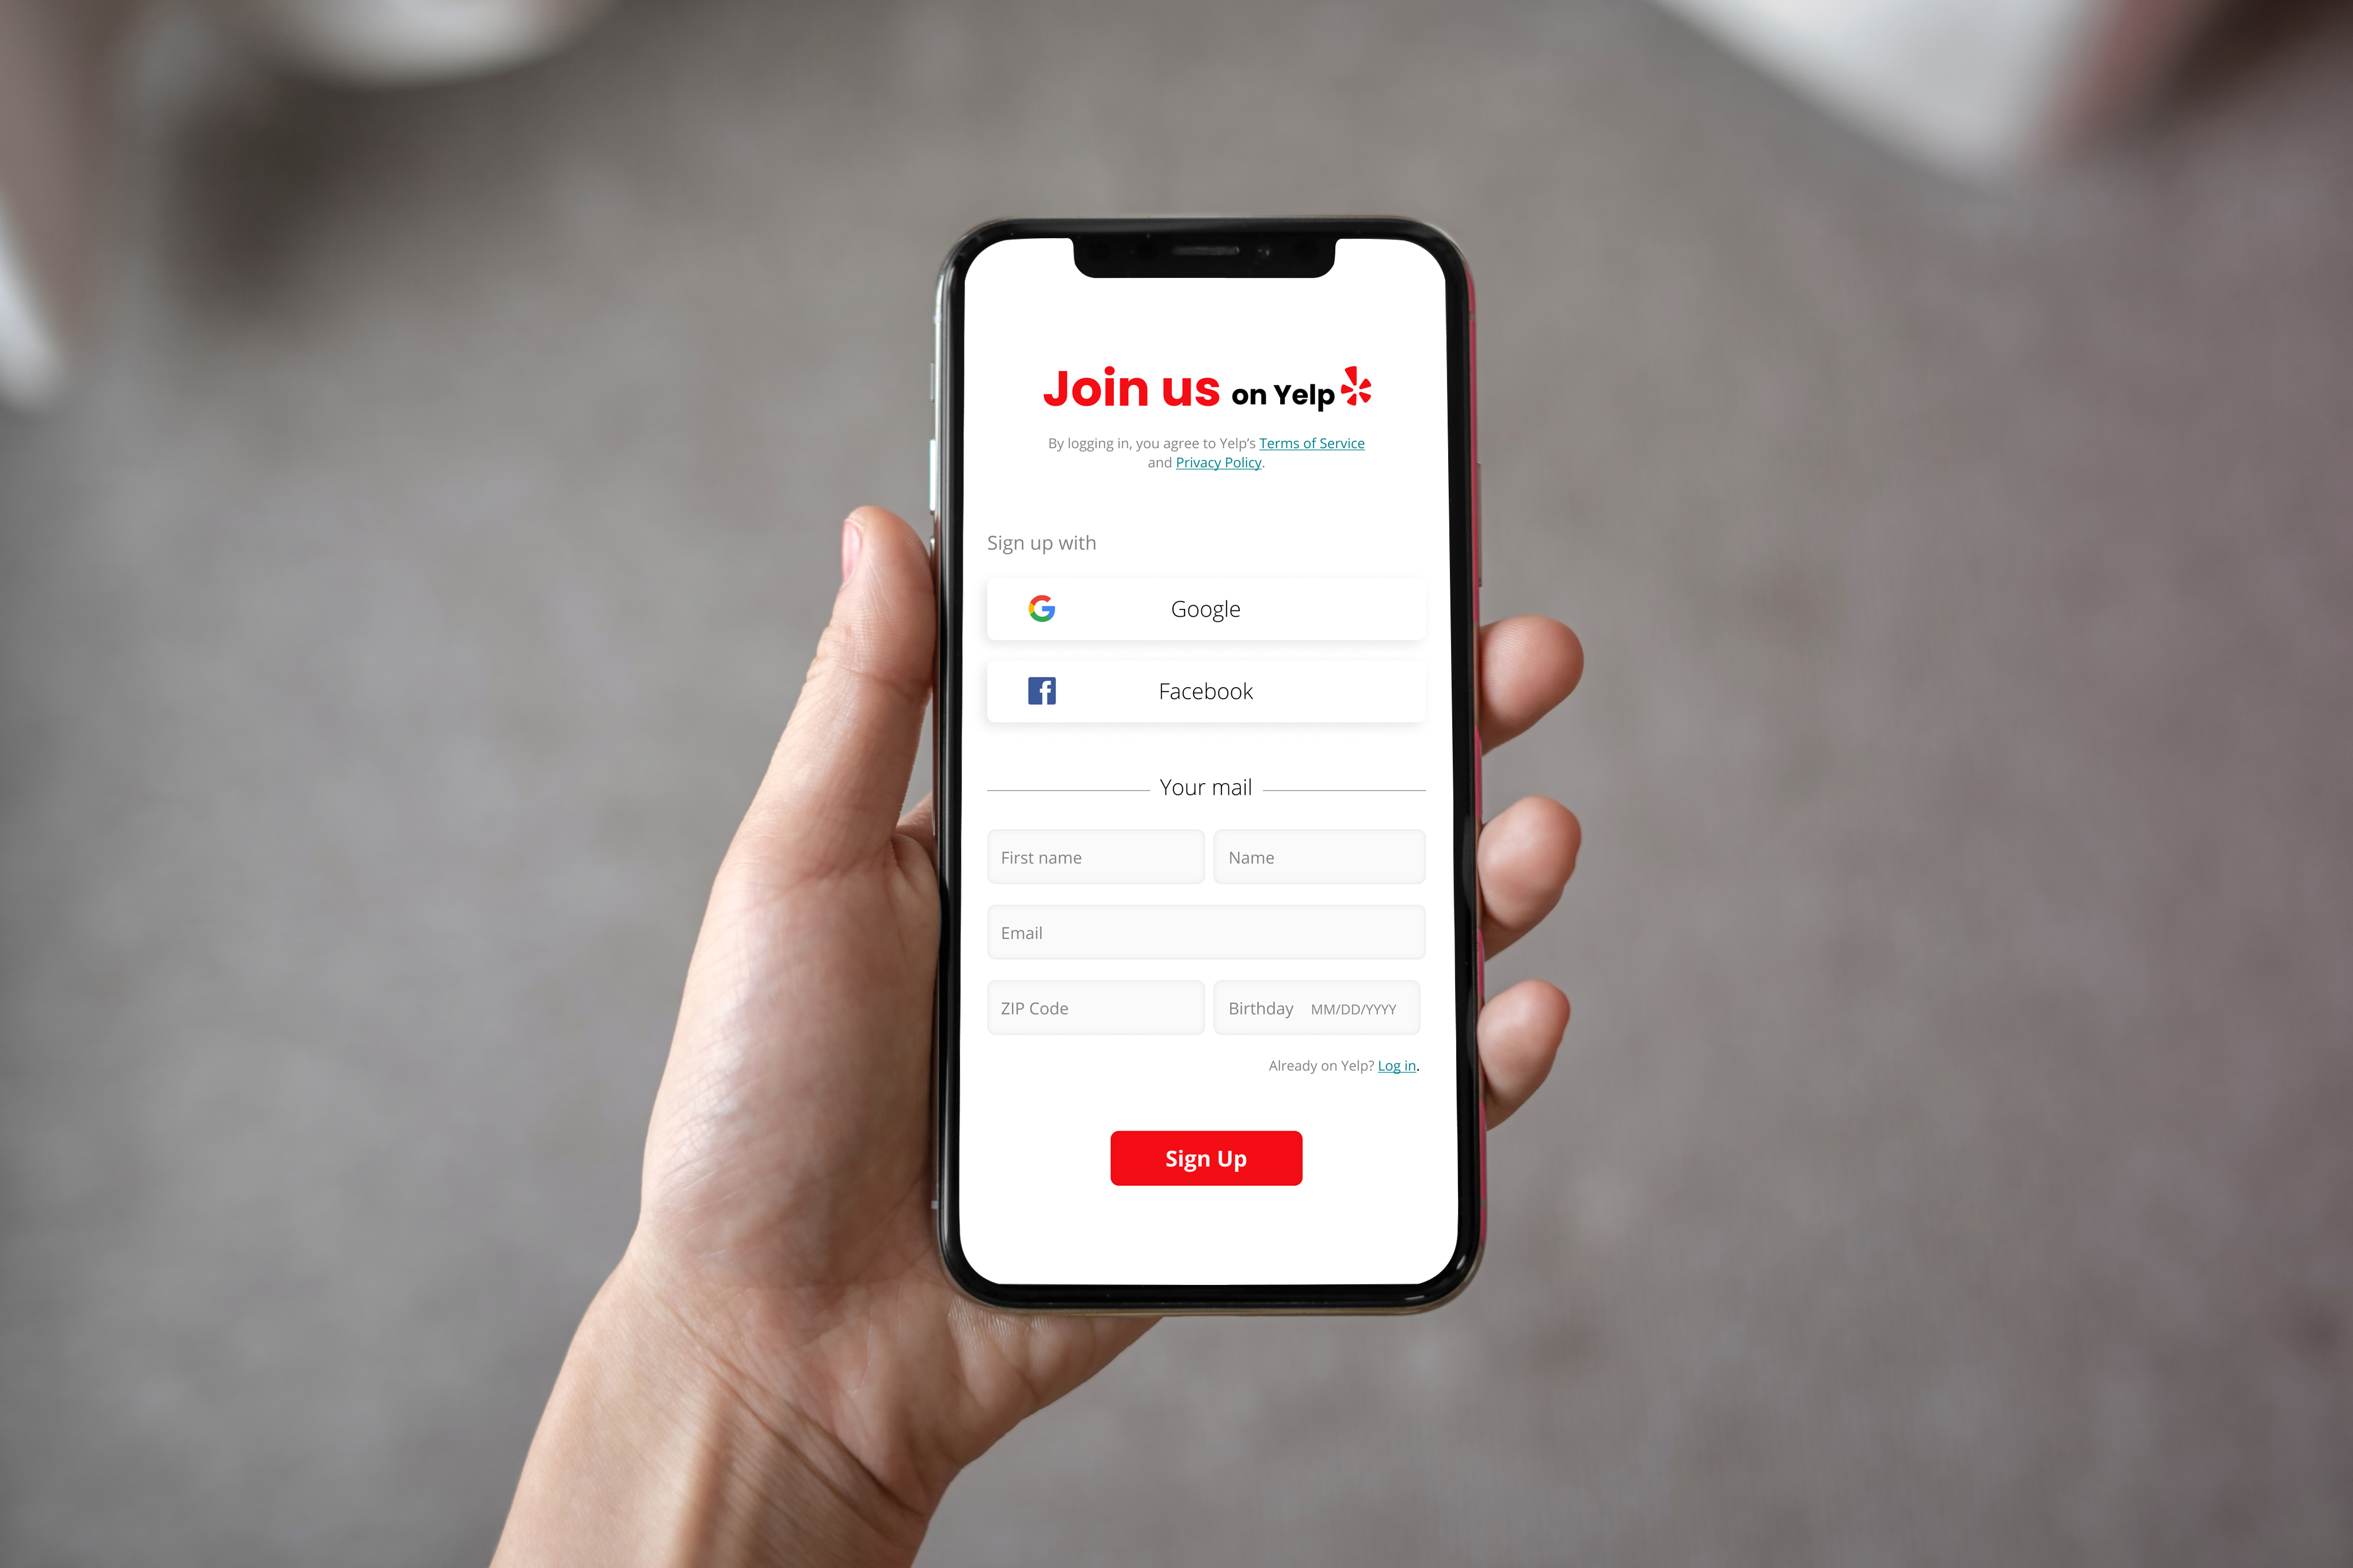 Join us on Yelp
By logging in, you agree to Yelp’s Terms of Service
and Privacy Policy.
Sign up with
Google
Facebook
Your mail
First name
Name
Email
ZIP Code
Birthday MM/DD/YYYY
Already on Yelp? Log in.
Sign Up